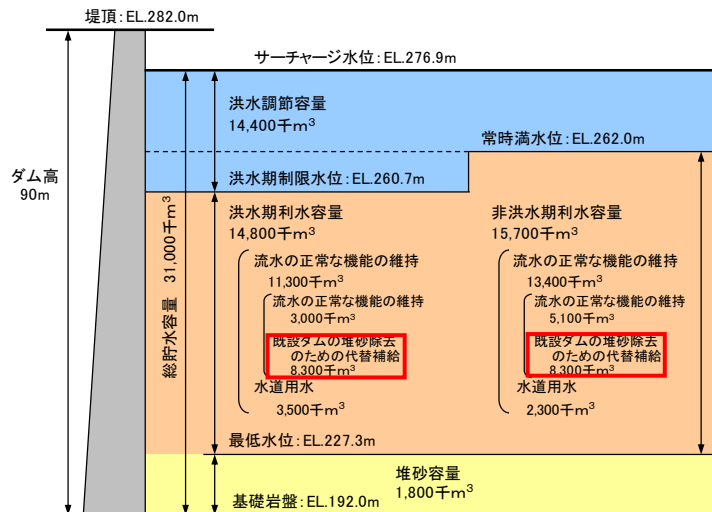 堤頂:EL.282.0m
サーチャージ水位:EL.276.9m
洪水調節容量
14,400千m³
常時満水位:EL.262.0m
洪水期制限水位:EL.260.7m
ダム高
90m
総貯水容量 31,000千m³
洪水期利水容量
14,800千m³
流水の正常な機能の維持
11,300千m³
流水の正常な機能の維持
3,000千m³
既設ダムの堆砂除去
のための代替補給
8,300千m³
水道用水
3,500千m³
非洪水期利水容量
15,700千m³
流水の正常な機能の維持
13,400千m³
流水の正常な機能の維持
5,100千m³
既設ダムの堆砂除去
のための代替補給
8,300千m³
水道用水
2,300千m³
最低水位:EL.227.3m
堆砂容量
1,800千m³
基礎岩盤:EL.192.0m